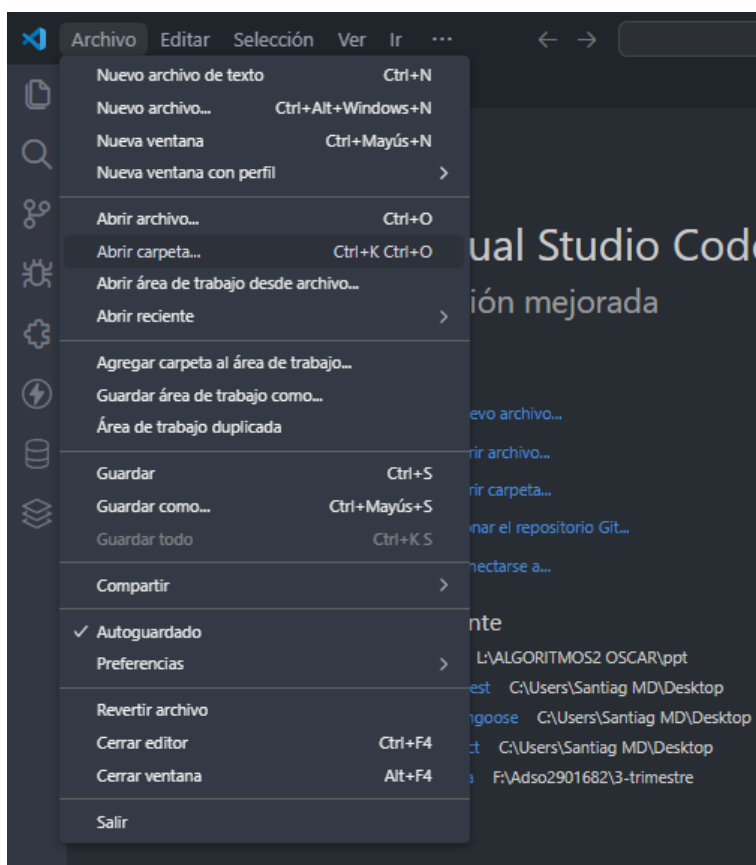 Archivo Editar Selección Ver Ir ···
Nuevo archivo de texto Ctrl+N
Nuevo archivo... Ctrl+Alt+Windows+N
Nueva ventana Ctrl+Mayús+N
Nueva ventana con perfil
Abrir archivo... Ctrl+O
Abrir carpeta... Ctrl+K Ctrl+O
Abrir área de trabajo desde archivo...
Abrir reciente
Agregar carpeta al área de trabajo...
Guardar área de trabajo como...
Área de trabajo duplicada
Guardar Ctrl+S
Guardar como... Ctrl+Mayús+S
Guardar todo Ctrl+K S
Compartir
Autoguardado
Preferencias
Revertir archivo
Cerrar editor Ctrl+F4
Cerrar ventana Alt+F4
Salir
ual Studio Cod
ión mejorada
evo archivo...
rir archivo...
rir carpeta...
nar el repositorio Git...
nectarse a...
nte
L:\ALGORITMOS2 OSCAR\ppt
est C:\Users\Santiag MD\Desktop
ngoose C:\Users\Santiag MD\Desktop
ct C:\Users\Santiag MD\Desktop
a F:\Adso2901682\3-trimestre